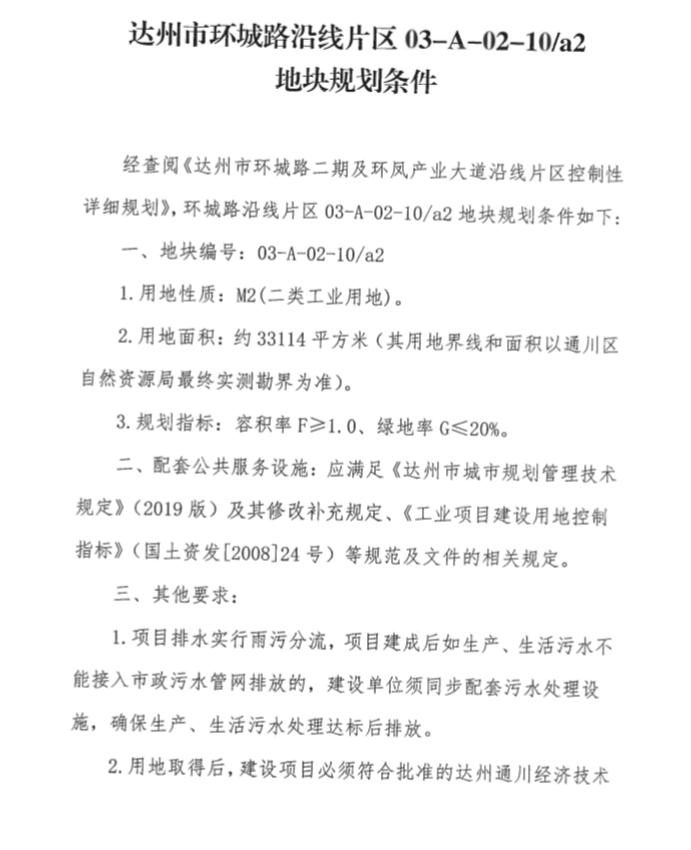 达州市环城路沿线片区 03-A-02-10/a2
地块规划条件
经查阅《达州市环城路二期及环凤产业大道沿线片区控制性
详细规划》,环城路沿线片区 03-A-02-10/a2 地块规划条件如下:
一、地块编号: 03-A-02-10/a2
1.用地性质: M2(二类工业用地)。
2.用地面积: 约 33114 平方米（其用地界线和面积以通川区
自然资源局最终实测勘界为准)。
3.规划指标: 容积率 F≥1.0、绿地率 G≤20%。
二、配套公共服务设施: 应满足《达州市城市规划管理技术
规定》（2019 版）及其修改补充规定、《工业项目建设用地控制
指标》（国土资发[2008]24 号）等规范及文件的相关规定。
三、其他要求:
1.项目排水实行雨污分流，项目建成后如生产、生活污水不
能接入市政污水管网排放的，建设单位须同步配套污水处理设
施，确保生产、生活污水处理达标后排放。
2.用地取得后，建设项目必须符合批准的达州通川经济技术